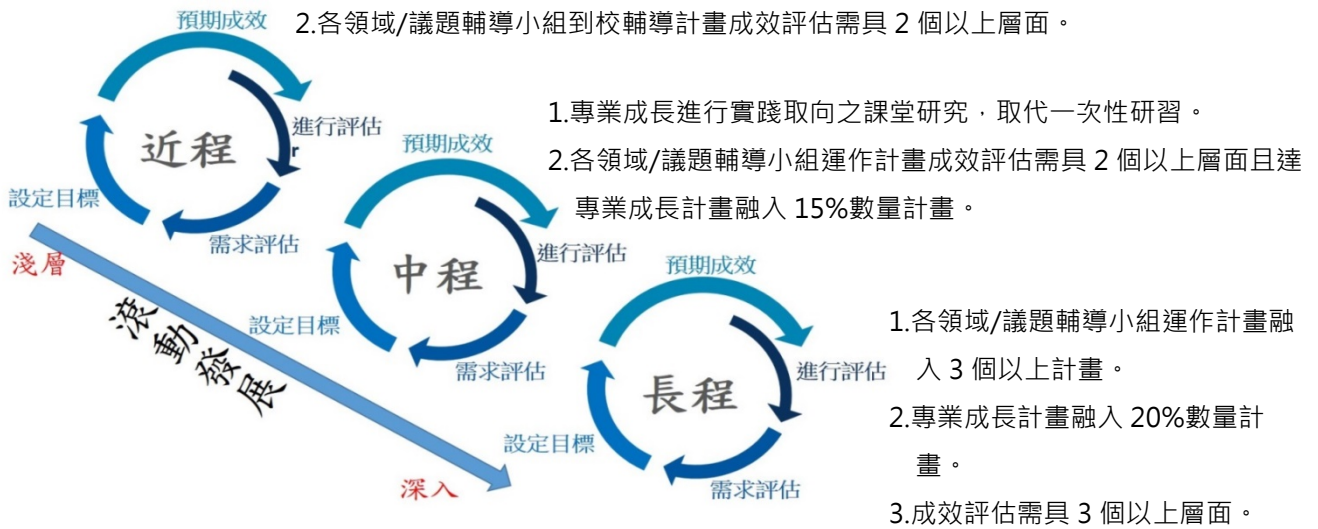 2.各領域/議題輔導小組到校輔導計畫成效評估需具 2 個以上層面。
預期成效
進行評估
r
近程
設定目標
需求評估
1.專業成長進行實踐取向之課堂研究，取代一次性研習。
2.各領域/議題輔導小組運作計畫成效評估需具 2 個以上層面且達
專業成長計畫融入 15%數量計畫。
預期成效
進行評估
中程
設定目標
需求評估
淺層
滾動發展
深入
預期成效
進行評估
長程
設定目標
需求評估
1.各領域/議題輔導小組運作計畫融
入 3 個以上計畫。
2.專業成長計畫融入 20%數量計
畫。
3.成效評估需具 3 個以上層面。